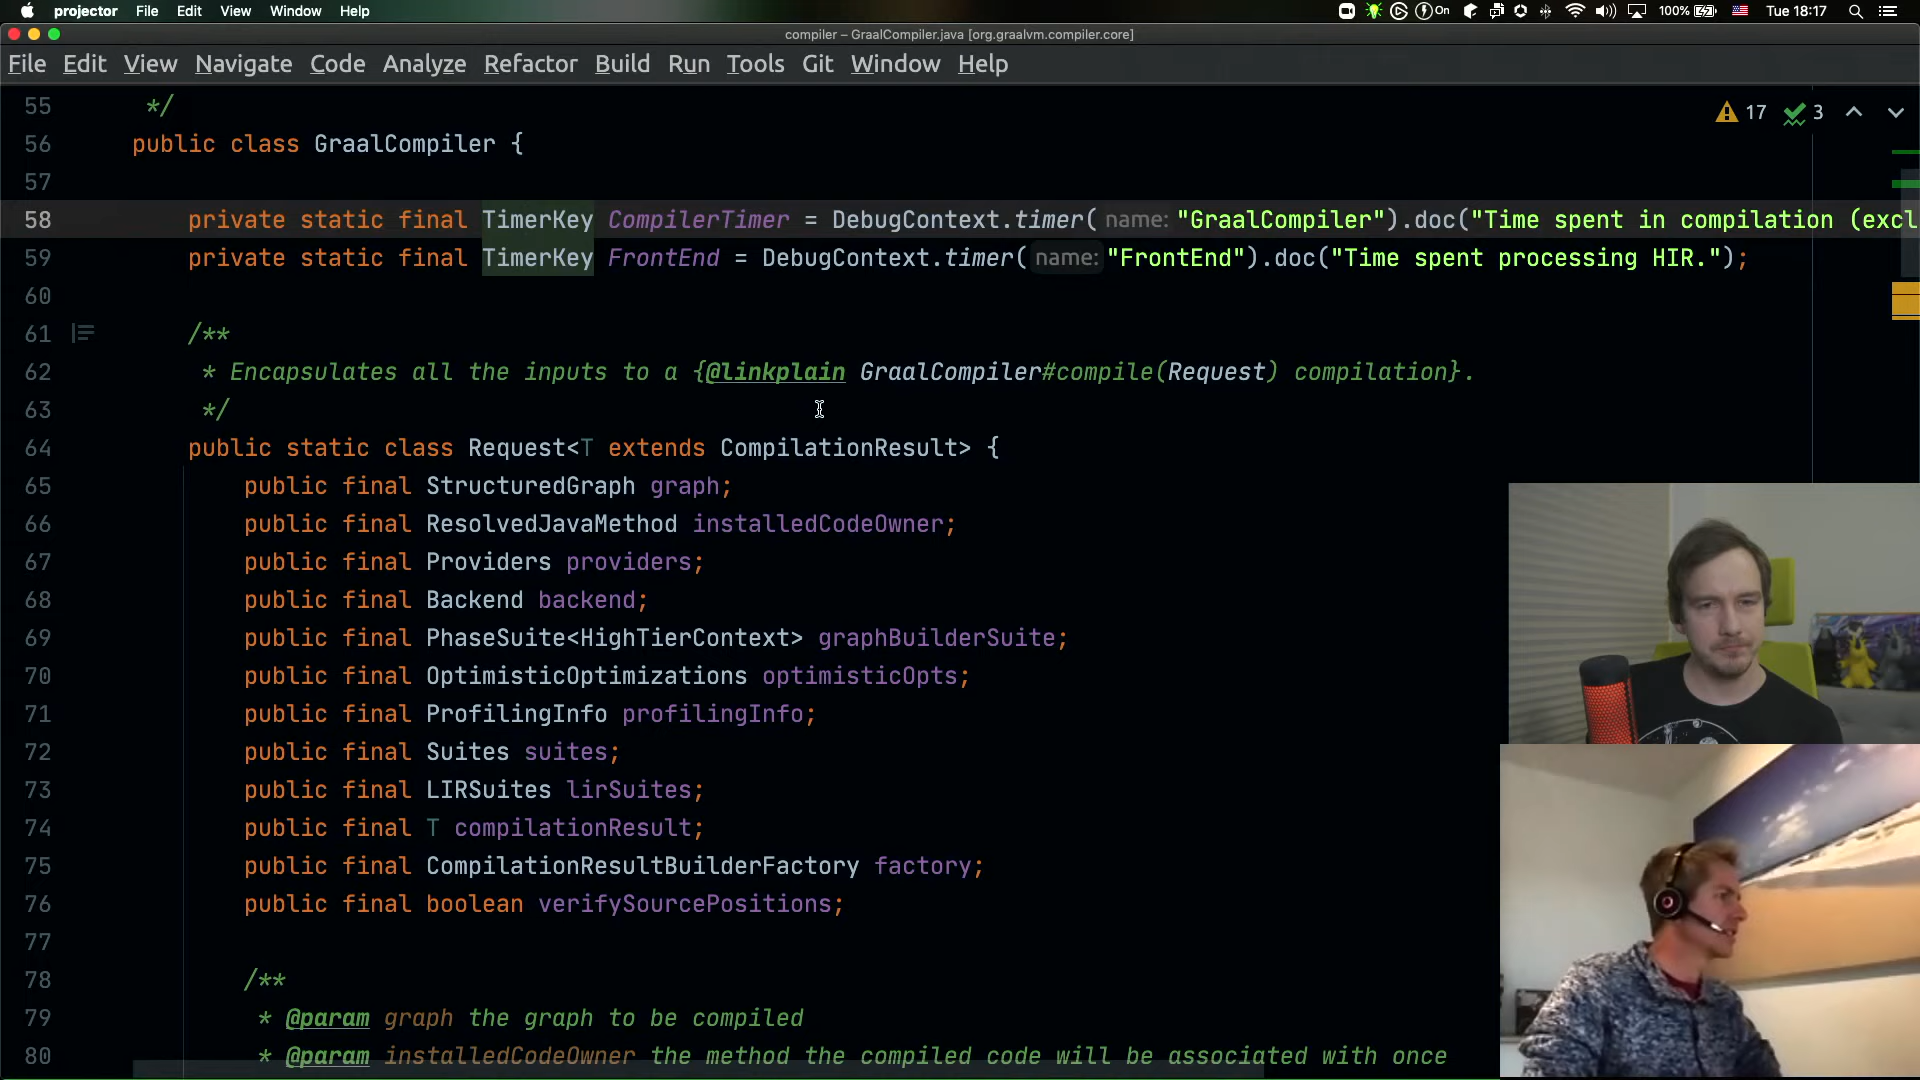 projector File Edit View Window Help
On 100% Tue 18:17
compiler – GraalCompiler.java [org.graalvm.compiler.core]
File Edit View Navigate Code Analyze Refactor Build Run Tools Git Window Help
17 3
55 */
56 public class GraalCompiler {
57
58 private static final TimerKey CompilerTimer = DebugContext.timer( name: "GraalCompiler").doc("Time spent in compilation (excl
59 private static final TimerKey FrontEnd = DebugContext.timer( name: "FrontEnd").doc("Time spent processing HIR.");
60
61 /**
62 * Encapsulates all the inputs to a {@linkplain GraalCompiler#compile(Request) compilation}.
63 */
64 public static class Request<T extends CompilationResult> {
65 public final StructuredGraph graph;
66 public final ResolvedJavaMethod installedCodeOwner;
67 public final Providers providers;
68 public final Backend backend;
69 public final PhaseSuite<HighTierContext> graphBuilderSuite;
70 public final OptimisticOptimizations optimisticOpts;
71 public final ProfilingInfo profilingInfo;
72 public final Suites suites;
73 public final LIRSuites lirSuites;
74 public final T compilationResult;
75 public final CompilationResultBuilderFactory factory;
76 public final boolean verifySourcePositions;
77
78 /**
79 * @param graph the graph to be compiled
80 * @param installedCodeOwner the method the compiled code will be associated with once